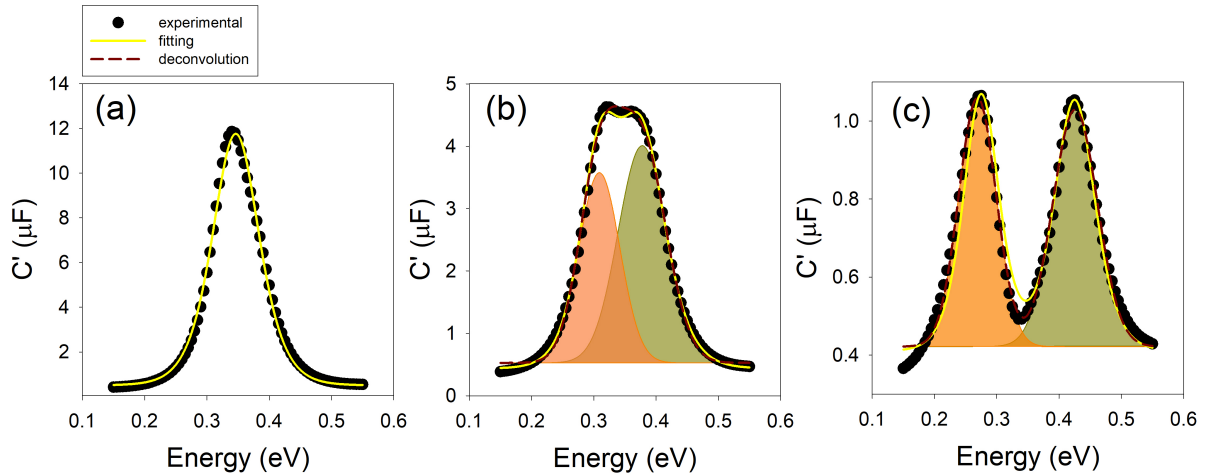 experimental
fitting
deconvolution
(a)
14
12
10
8
6
4
2
C' (μF)
0.1 0.2 0.3 0.4 0.5 0.6
Energy (eV)
(b)
5
4
3
2
1
0
C' (μF)
0.1 0.2 0.3 0.4 0.5 0.6
Energy (eV)
(c)
1.0
0.8
0.6
0.4
C' (μF)
0.1 0.2 0.3 0.4 0.5 0.6
Energy (eV)